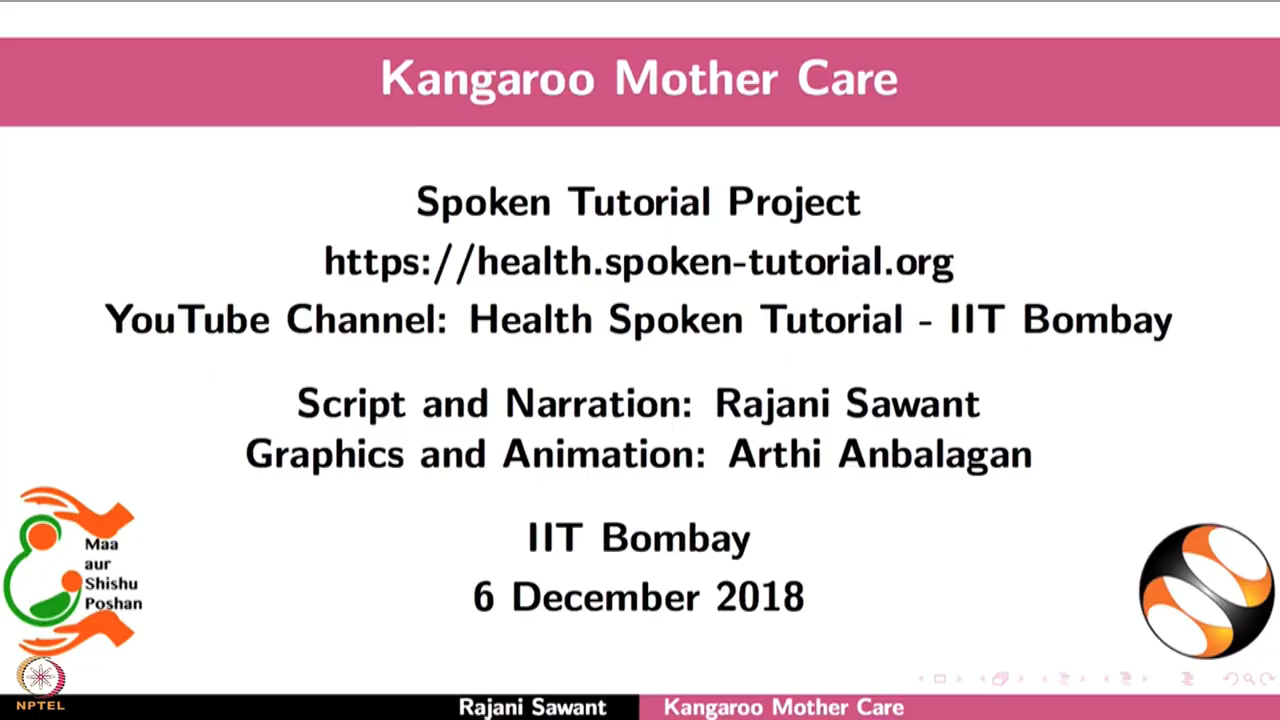 Kangaroo Mother Care
Spoken Tutorial Project
https://health.spoken-tutorial.org
YouTube Channel: Health Spoken Tutorial - IIT Bombay
Script and Narration: Rajani Sawant
Graphics and Animation: Arthi Anbalagan
IIT Bombay
6 December 2018
Maa
aur
Shishu
Poshan
NPTEL
Rajani Sawant
Kangaroo Mother Care